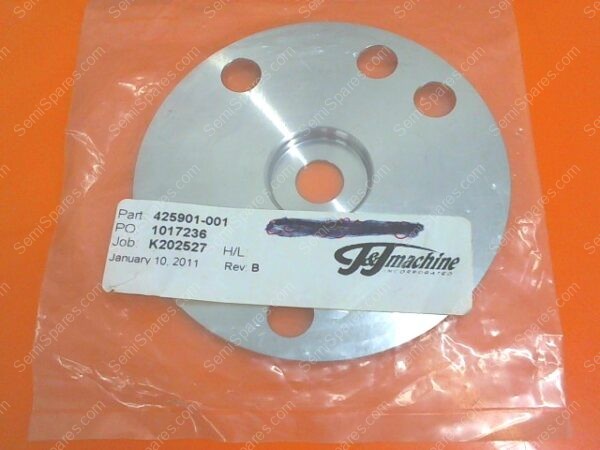 Part: 425901-001
PO: 1017236
Job: K202527 H/L
January 10, 2011 Rev: B
J&J machine
INCORPORATED
SemiSpares.com